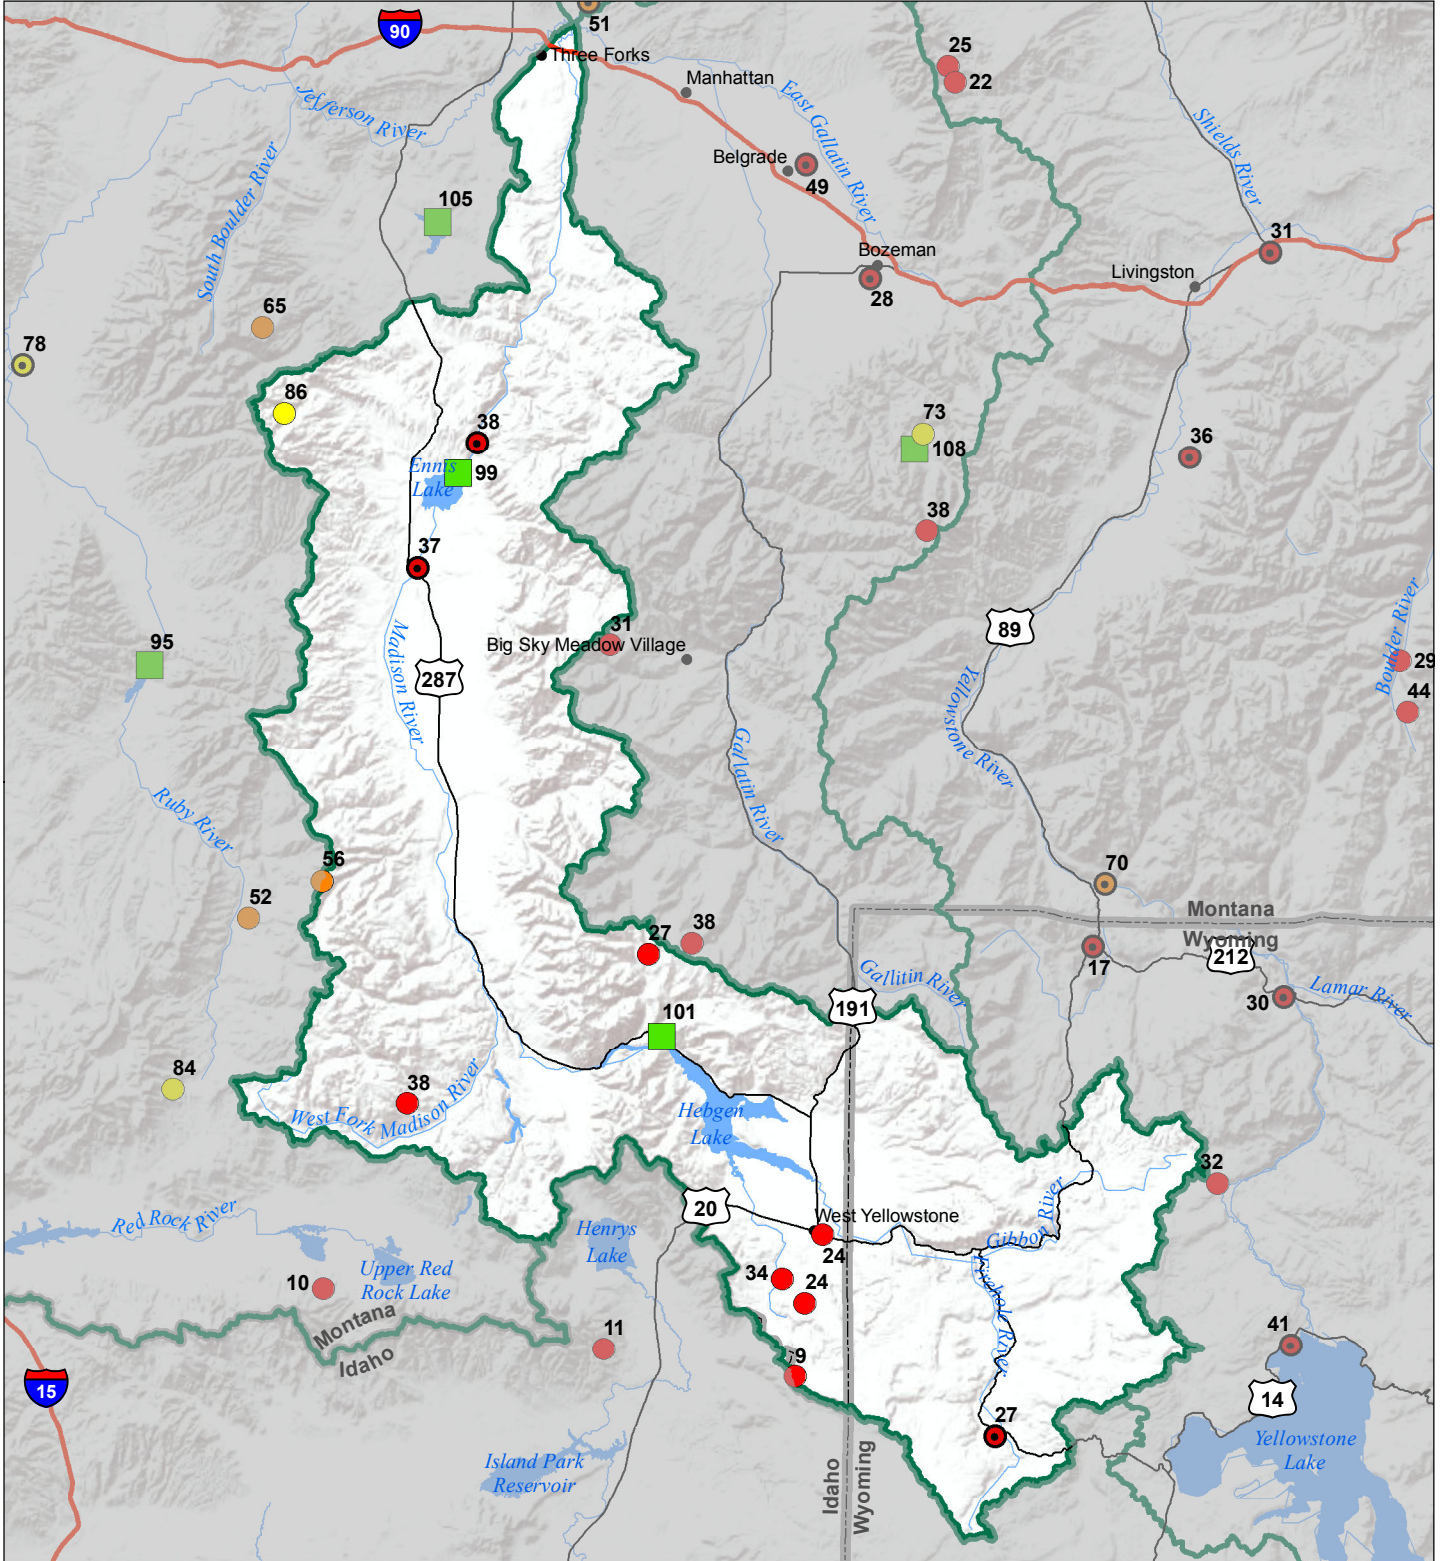 90
51
Three Forks
25
22
Manhattan
Jefferson River
East Gallatin River
Shields River
Belgrade
49
South Boulder River
105
31
Bozeman
28
Livingston
65
78
86
38
73
108
36
Ennis
Lake
99
38
37
89
31
Big Sky Meadow Village
95
287
Madison River
Boulder River
29
44
Yellowstone River
Gallatin River
Ruby River
56
52
70
Montana
Wyoming
212
27
38
17
Gallitin River
30
Lamar River
191
101
84
38
West Fork Madison River
Hebgen
Lake
32
20
Red Rock River
Henrys
Lake
West Yellowstone
24
Gibbon River
Firehole River
Upper Red
Rock Lake
10
34
24
Montana
Idaho
11
9
41
15
14
27
Yellowstone
Lake
Island Park
Reservoir
Idaho
Wyoming